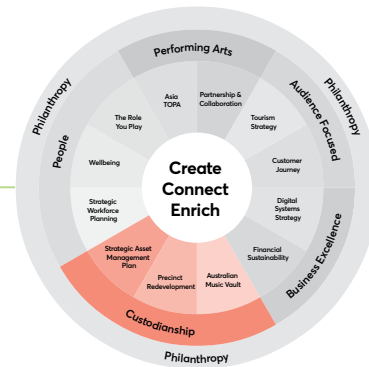 Philanthropy
Philanthropy
Philanthropy
Performing Arts
Audience Focused
Business Excellence
Custodianship
People
Asia
TOPA
Partnership &
Collaboration
Tourism
Strategy
Customer
Journey
Digital
Systems
Strategy
Financial
Sustainability
Australian
Music Vault
Precinct
Redevelopment
Strategic Asset
Management
Plan
Strategic
Workforce
Planning
Wellbeing
The Role
You Play
Create
Connect
Enrich